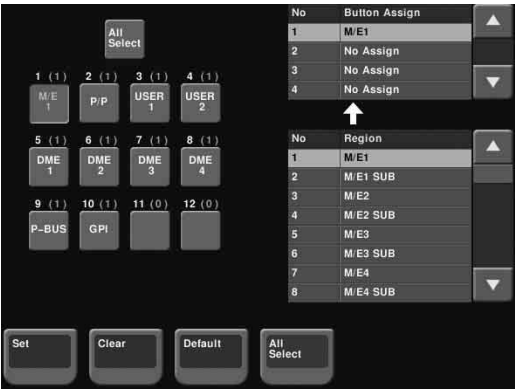 All
Select
1 (1) 2 (1) 3 (1) 4 (1)
M/E
1
P/P
USER
1
USER
2
5 (1) 6 (1) 7 (1) 8 (1)
DME
1
DME
2
DME
3
DME
4
9 (1) 10 (1) 11 (0) 12 (0)
P-BUS
GPI
No Button Assign
1 M/E1
2 No Assign
3 No Assign
4 No Assign
No Region
1 M/E1
2 M/E1 SUB
3 M/E2
4 M/E2 SUB
5 M/E3
6 M/E3 SUB
7 M/E4
8 M/E4 SUB
Set
Clear
Default
All
Select